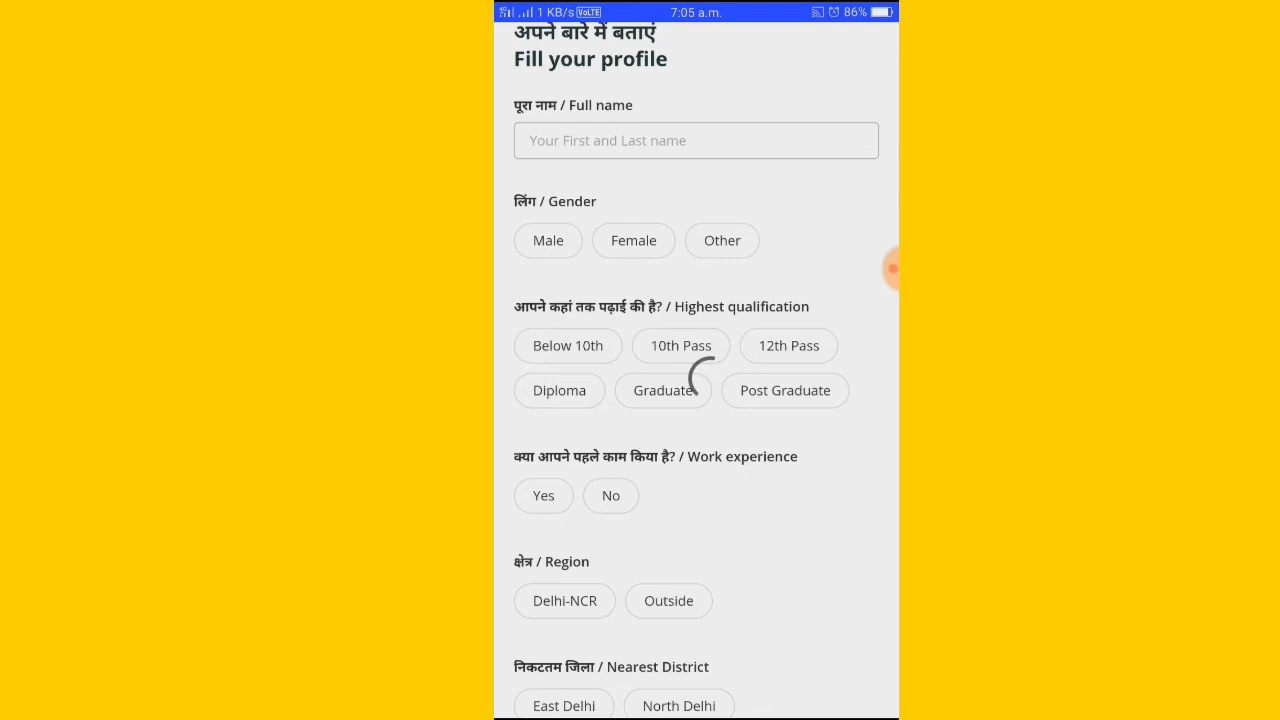 4G 1 KB/s VoLTE 7:05 a.m. 86%
अपने बारे में बताएं
Fill your profile
पूरा नाम / Full name
Your First and Last name
लिंग / Gender
Male Female Other
आपने कहां तक पढ़ाई की है? / Highest qualification
Below 10th 10th Pass 12th Pass
Diploma Graduate Post Graduate
क्या आपने पहले काम किया है? / Work experience
Yes No
क्षेत्र / Region
Delhi-NCR Outside
निकटतम जिला / Nearest District
East Delhi North Delhi